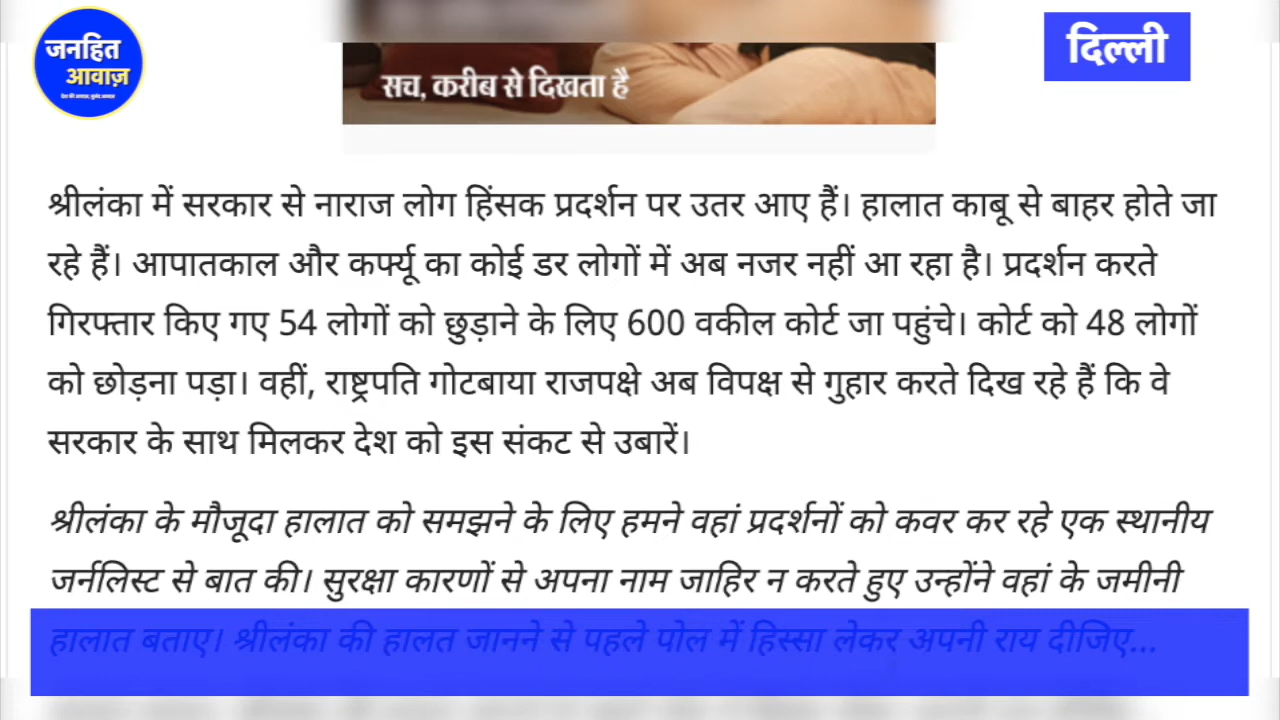 जनहित
आवाज़
दिल्ली
सच, करीब से दिखता है
श्रीलंका में सरकार से नाराज लोग हिंसक प्रदर्शन पर उतर आए हैं। हालात काबू से बाहर होते जा
रहे हैं। आपातकाल और कर्फ्यू का कोई डर लोगों में अब नजर नहीं आ रहा है। प्रदर्शन करते
गिरफ्तार किए गए 54 लोगों को छुड़ाने के लिए 600 वकील कोर्ट जा पहुंचे। कोर्ट को 48 लोगों
को छोड़ना पड़ा। वहीं, राष्ट्रपति गोटबाया राजपक्षे अब विपक्ष से गुहार करते दिख रहे हैं कि वे
सरकार के साथ मिलकर देश को इस संकट से उबारें।
श्रीलंका के मौजूदा हालात को समझने के लिए हमने वहां प्रदर्शनों को कवर कर रहे एक स्थानीय
जर्नलिस्ट से बात की। सुरक्षा कारणों से अपना नाम जाहिर न करते हुए उन्होंने वहां के जमीनी
हालात बताए। श्रीलंका की हालत जानने से पहले पोल में हिस्सा लेकर अपनी राय दीजिए...